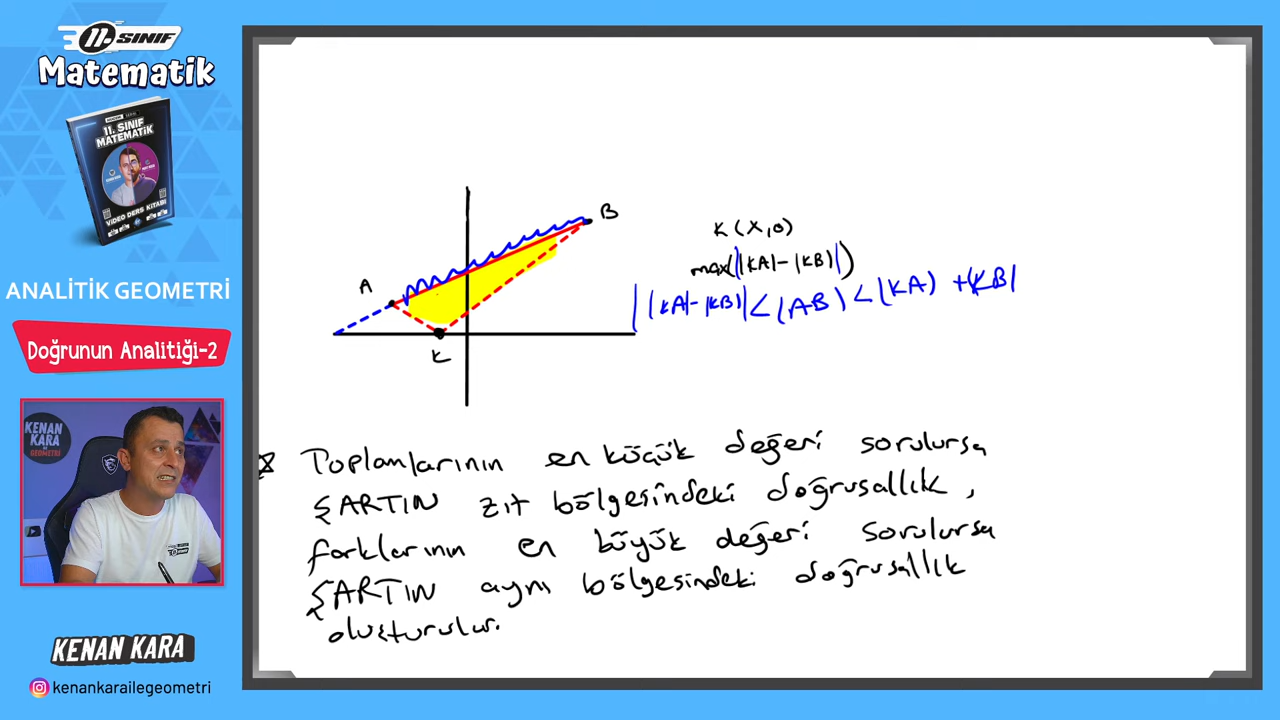 11. SINIF
Matematik
11. SINIF
MATEMATİK
VİDEO DERS KİTABI
ANALİTİK GEOMETRİ
Doğrunun Analitiği-2
KENAN
KARA
GEOMETRİ
KENAN KARA
kenankarailegeometri
A
B
K
K(x,0)
max(||KA|-|KB||)
||KA|-|KB||<|AB|<|KA|+|KB|
Toplamlarının en küçük değeri sorulursa
ŞARTIN zıt bölgesindeki doğrusallık,
farklarının en büyük değeri sorulursa
ŞARTIN aynı bölgesindeki doğrusallık
oluşturulur.